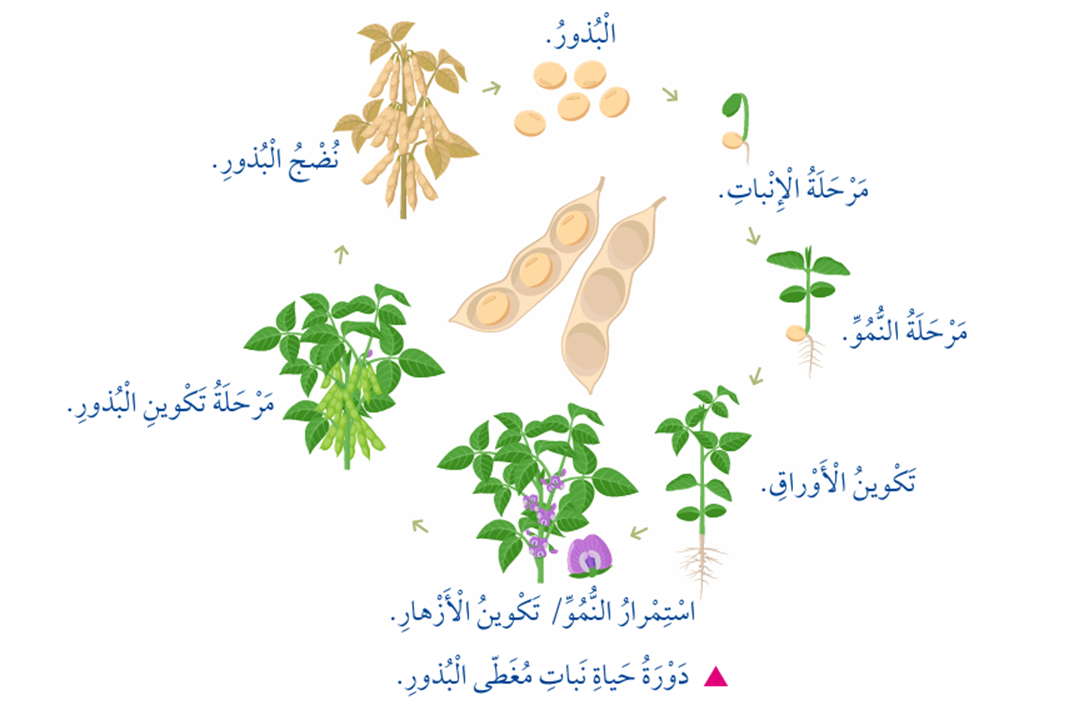 الْبُذورُ.
مَرْحَلَةُ الْإِنْباتِ.
مَرْحَلَةُ النُّمُوِّ.
تَكْوينُ الْأَوْراقِ.
اسْتِمْرارُ النُّمُوِّ/ تَكْوينُ الْأَزْهارِ.
مَرْحَلَةُ تَكْوينِ الْبُذورِ.
نُضْجُ الْبُذورِ.
دَوْرَةُ حَياةِ نَباتِ مُغَطّى الْبُذورِ.